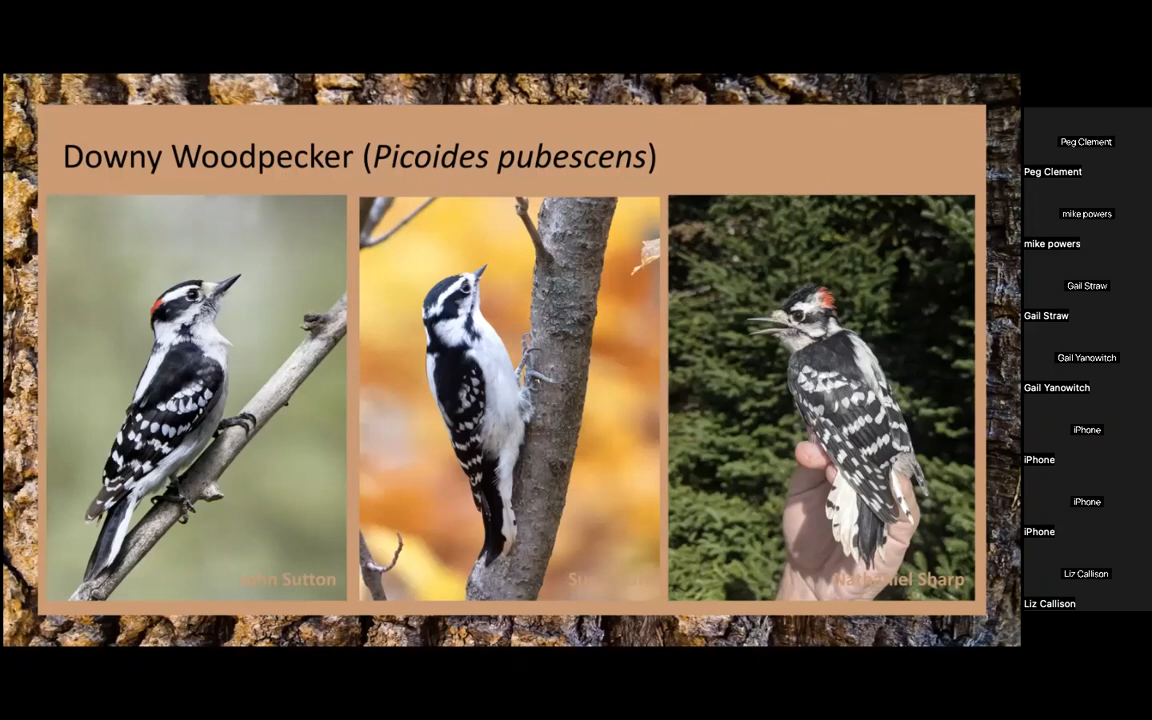 Downy Woodpecker (Picoides pubescens)
John Sutton
Nathaniel Sharp
Peg Clement
Peg Clement
mike powers
mike powers
Gail Straw
Gail Straw
Gail Yanowitch
Gail Yanowitch
iPhone
iPhone
iPhone
iPhone
Liz Callison
Liz Callison